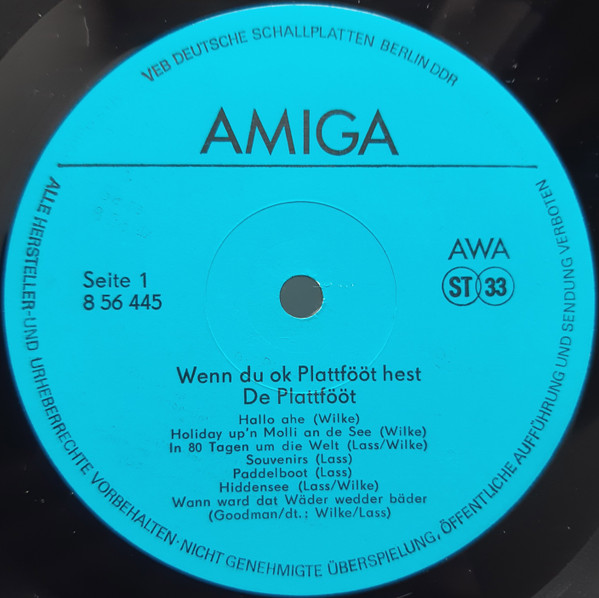 VEB DEUTSCHE SCHALLPLATTEN BERLIN DDR
AMIGA
Seite 1
8 56 445
AWA
ST 33
Wenn du ok Plattfööt hest
De Plattfööt
Hallo ahe (Wilke)
Holiday up'n Molli an de See (Wilke)
In 80 Tagen um die Welt (Lass/Wilke)
Souvenirs (Lass)
Paddelboot (Lass)
Hiddensee (Lass/Wilke)
Wann ward dat Wäder wedder bäder
(Goodman/dt.: Wilke/Lass)
ALLE HERSTELLER-UND URHEBERRECHTE VORBEHALTEN·NICHT GENEHMIGTE ÜBERSPIELUNG, ÖFFENTLICHE AUFFÜHRUNG UND SENDUNG VERBOTEN